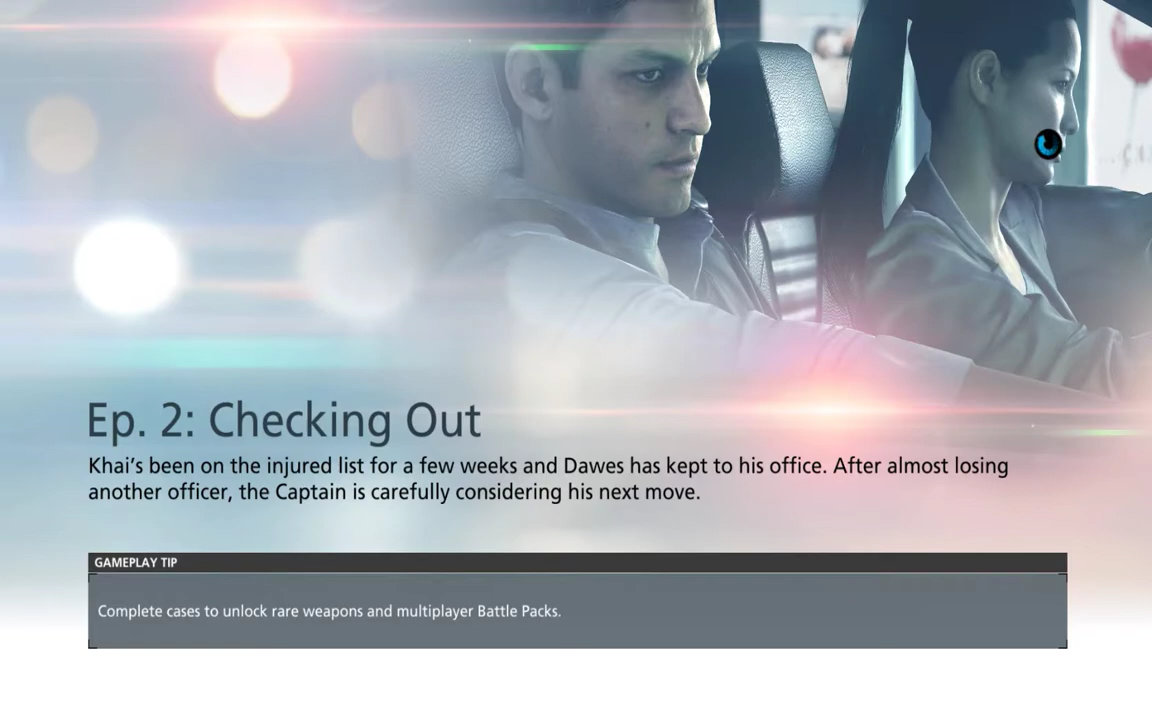 Ep. 2: Checking Out
Khai's been on the injured list for a few weeks and Dawes has kept to his office. After almost losing
another officer, the Captain is carefully considering his next move.
GAMEPLAY TIP
Complete cases to unlock rare weapons and multiplayer Battle Packs.